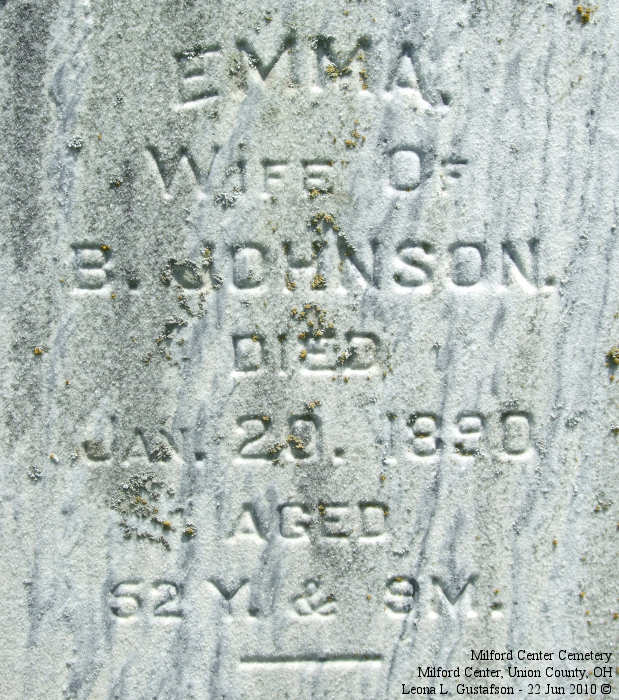 EMMA.
WIFE OF
B. JOHNSON.
DIED
JAN. 20. 1890
AGED
52 Y. & 9 M.
Milford Center Cemetery
Milford Center, Union County, OH
Leona L. Gustafson - 22 Jun 2010 ©